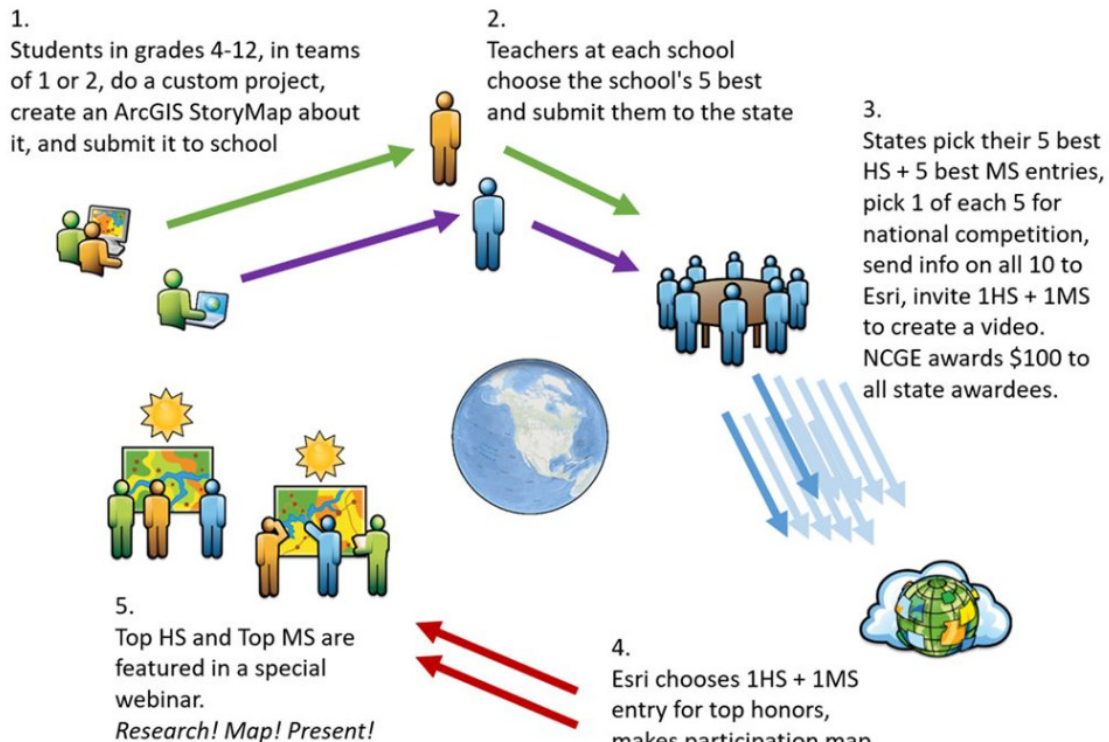 1.
Students in grades 4-12, in teams
of 1 or 2, do a custom project,
create an ArcGIS StoryMap about
it, and submit it to school
2.
Teachers at each school
choose the school's 5 best
and submit them to the state
3.
States pick their 5 best
HS + 5 best MS entries,
pick 1 of each 5 for
national competition,
send info on all 10 to
Esri, invite 1HS + 1MS
to create a video.
NCGE awards $100 to
all state awardees.
4.
Esri chooses 1HS + 1MS
entry for top honors,
makes participation map
5.
Top HS and Top MS are
featured in a special
webinar.
Research! Map! Present!